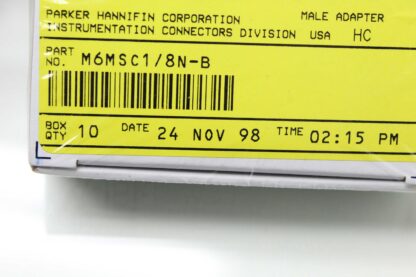 PARKER HANNIFIN CORPORATION MALE ADAPTER
INSTRUMENTATION CONNECTORS DIVISION USA HC
PART NO. M6MSC1/8N-B
BOX QTY 10 DATE 24 NOV 98 TIME 02:15 PM